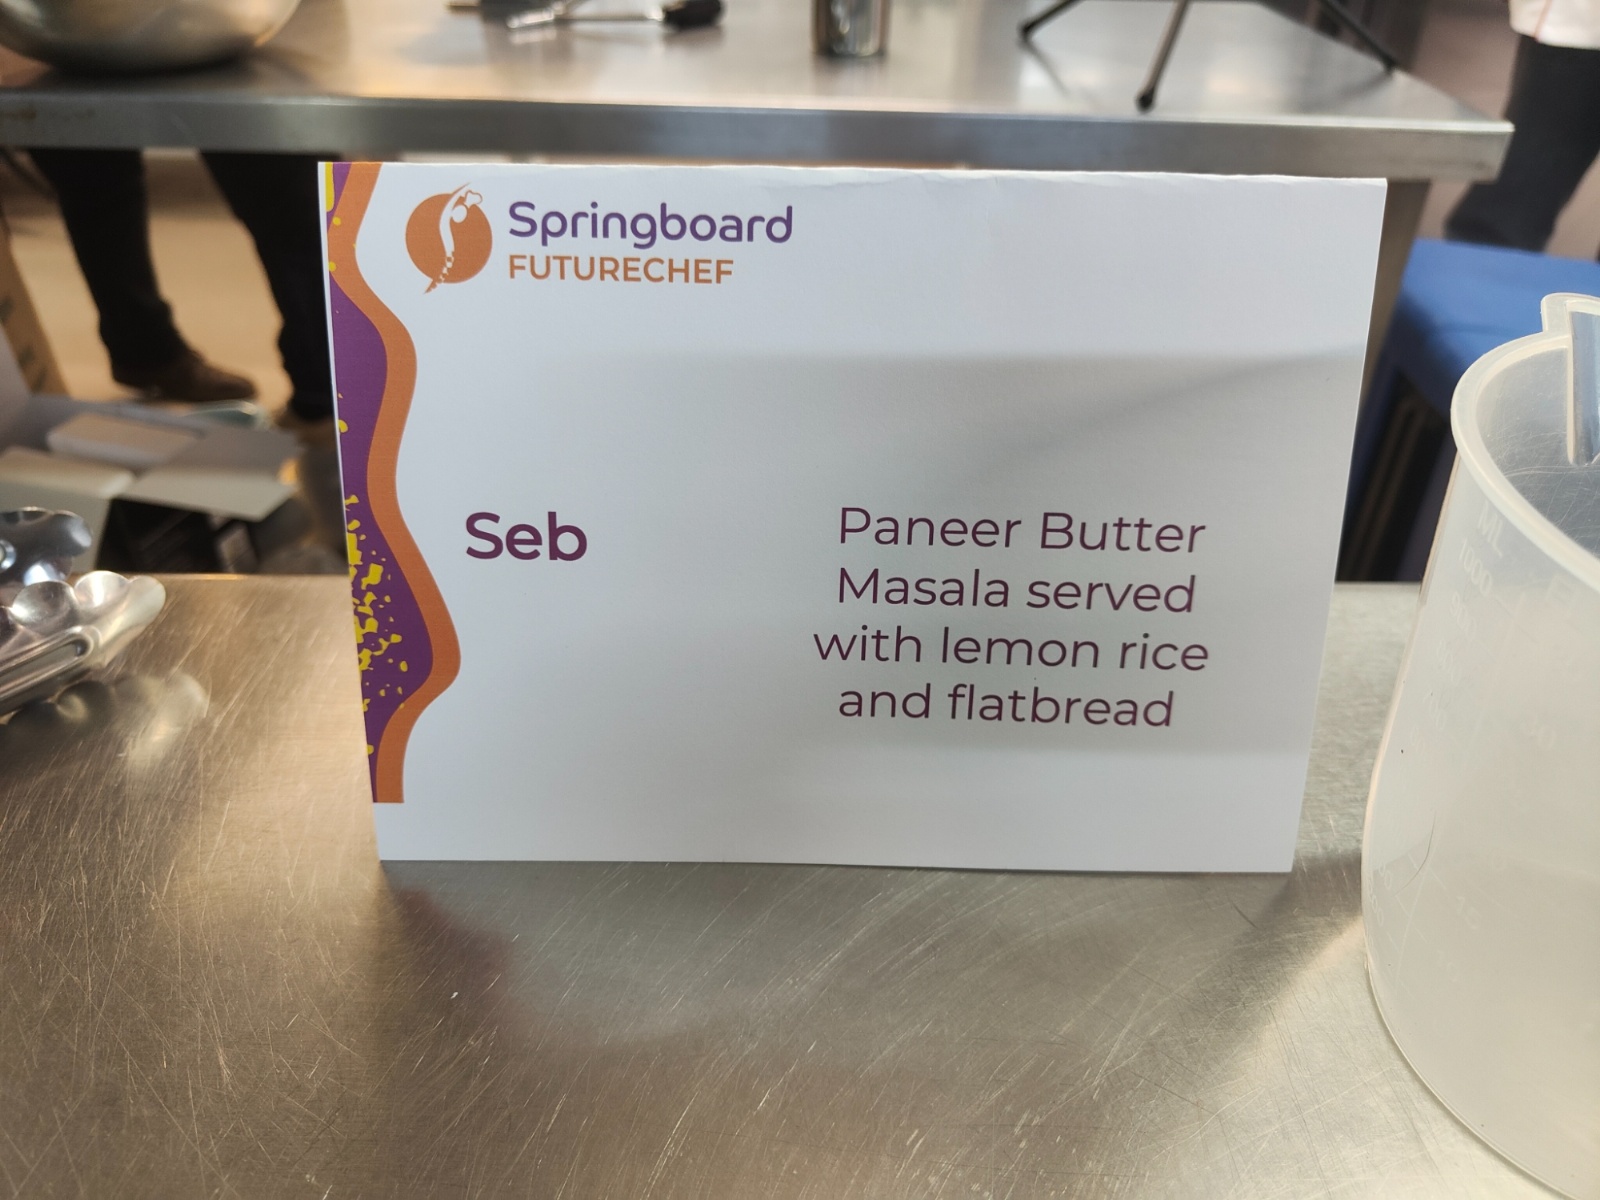 Springboard
FUTURECHEF
Seb
Paneer Butter
Masala served
with lemon rice
and flatbread